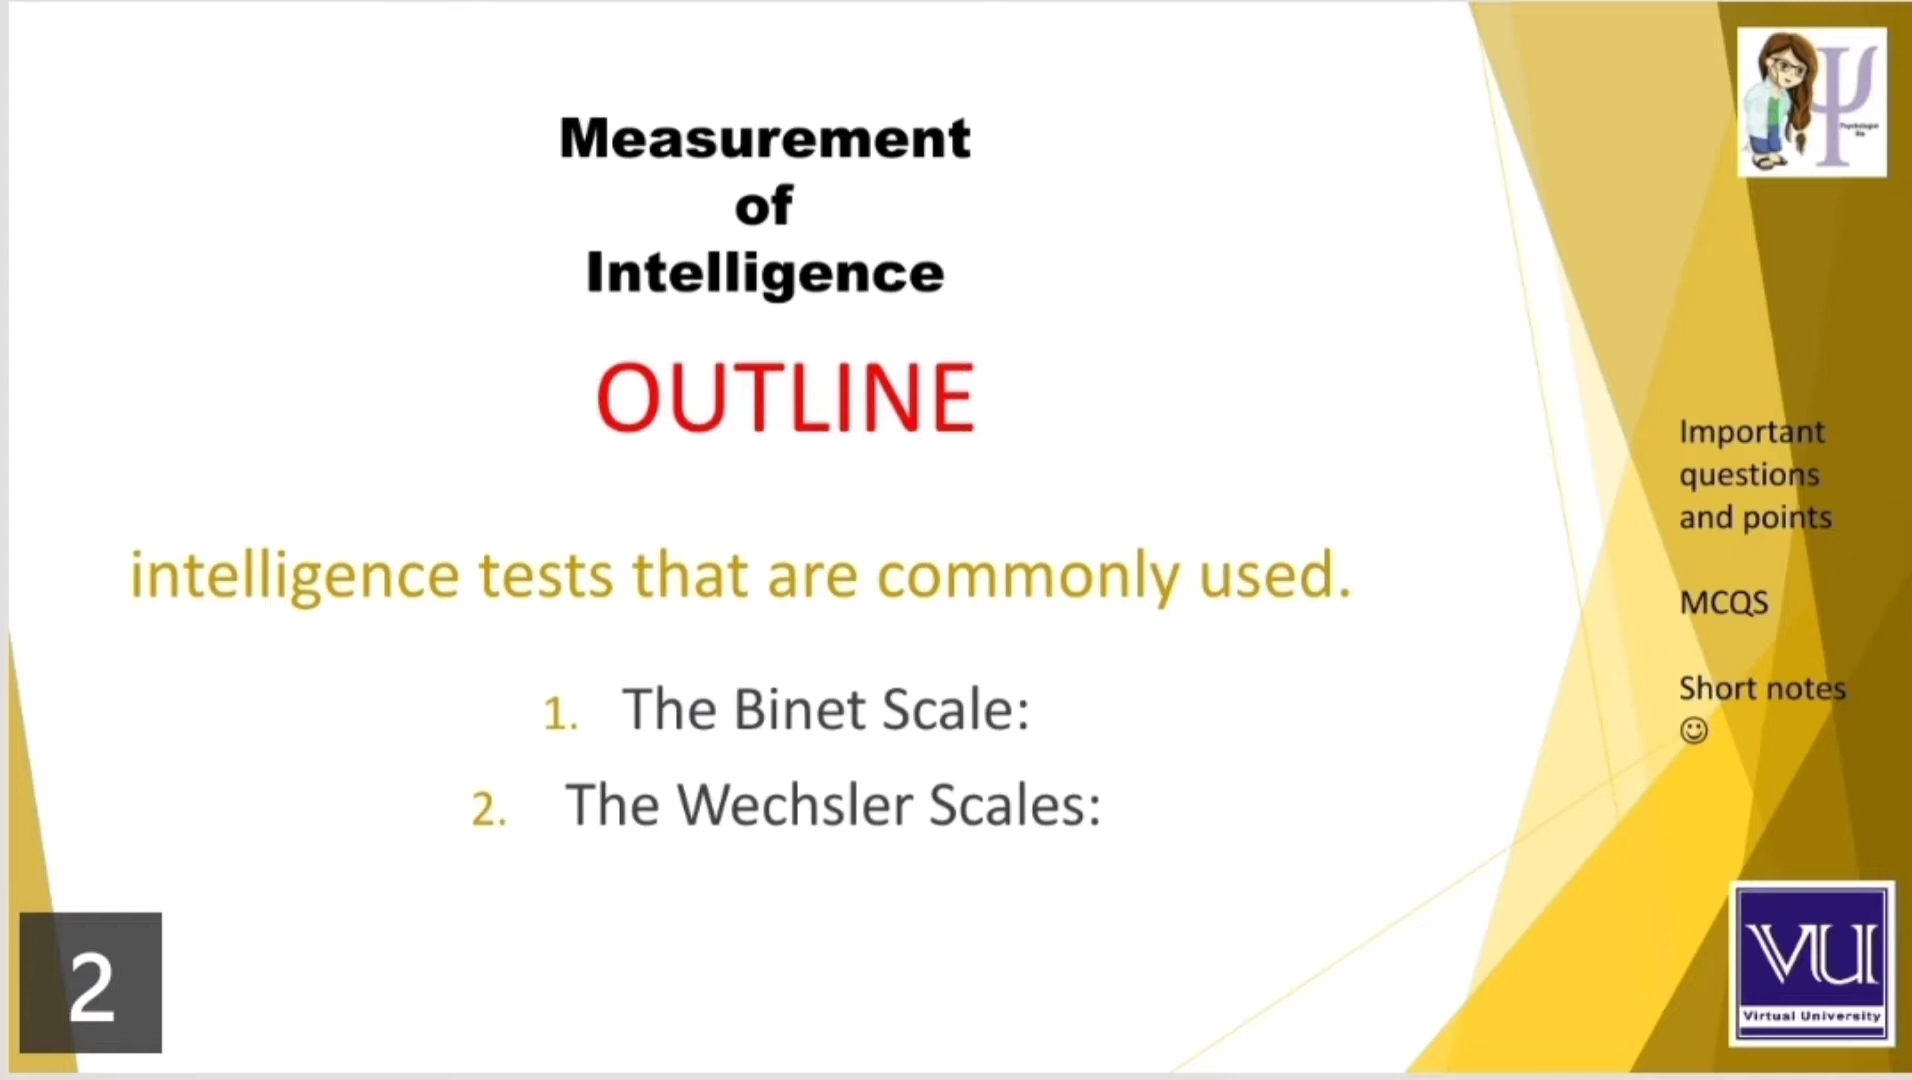 Measurement
of
Intelligence
OUTLINE
intelligence tests that are commonly used.
1. The Binet Scale:
2. The Wechsler Scales:
Important
questions
and points
MCQS
Short notes
☺
2
Ψ
Psychologist
VU
Virtual University